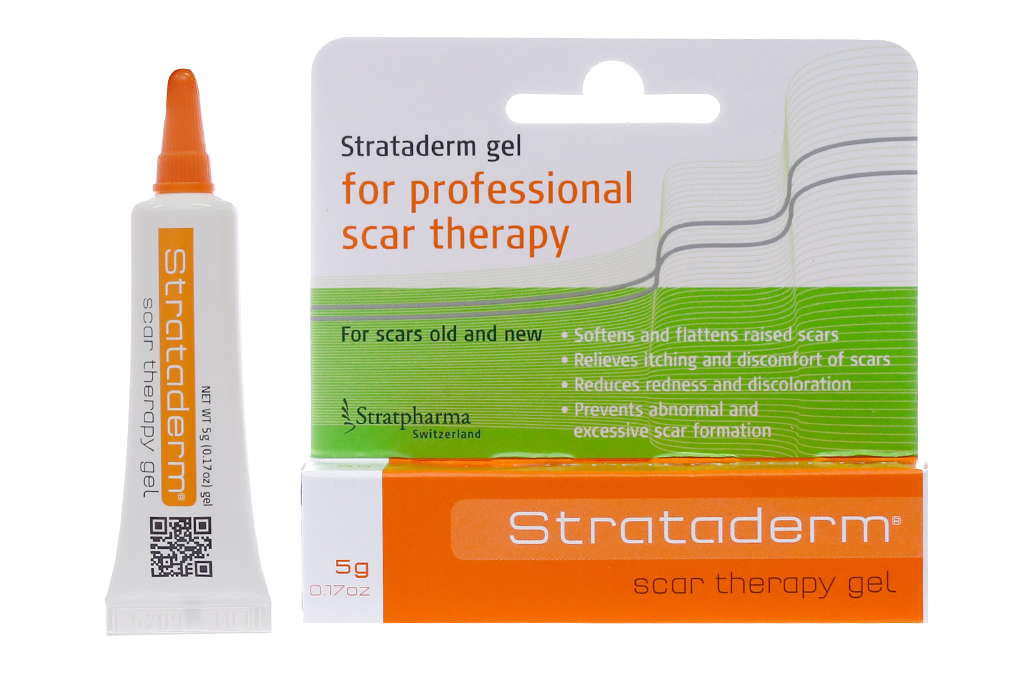 Strataderm®
scar therapy gel
NET WT 5g (0.17oz) gel
Strataderm gel
for professional
scar therapy
For scars old and new
• Softens and flattens raised scars
• Relieves itching and discomfort of scars
• Reduces redness and discoloration
• Prevents abnormal and
excessive scar formation
Stratpharma
Switzerland
5g
0.17oz
Strataderm®
scar therapy gel